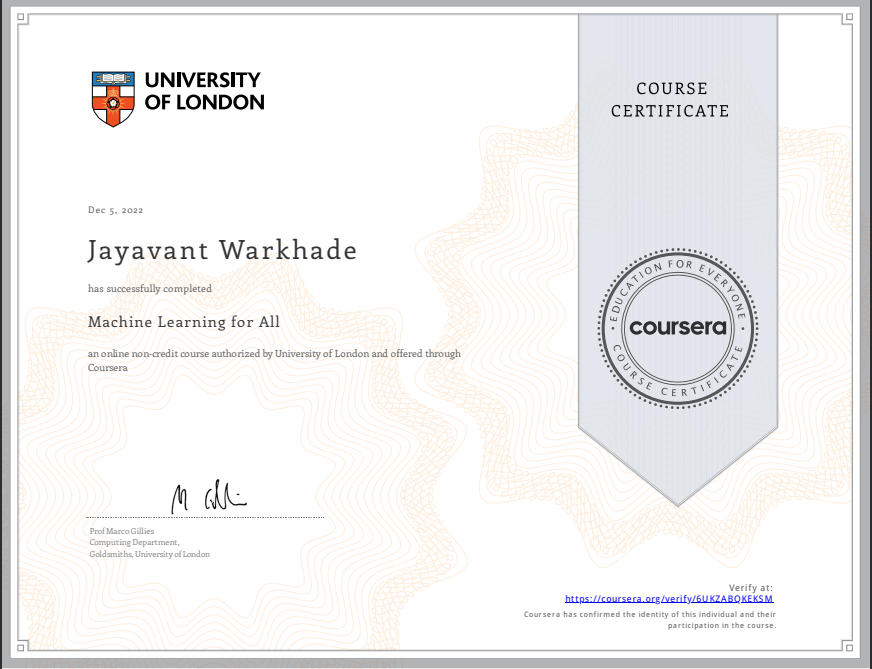 UNIVERSITY
OF LONDON
COURSE
CERTIFICATE
Dec 5, 2022
Jayavant Warkhade
has successfully completed
Machine Learning for All
an online non-credit course authorized by University of London and offered through
Coursera
EDUCATION FOR EVERYONE
coursera
COURSE CERTIFICATE
Prof Marco Gillies
Computing Department,
Goldsmiths, University of London
Verify at:
https://coursera.org/verify/6UKZABQKEKSM
Coursera has confirmed the identity of this individual and their
participation in the course.